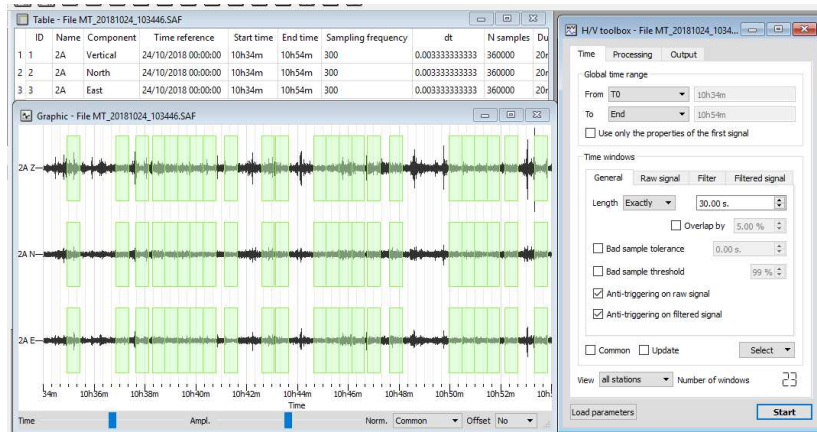 Table - File MT_20181024_103446.SAF
ID Name Component Time reference Start time End time Sampling frequency dt N samples Du
1 1 2A Vertical 24/10/2018 00:00:00 10h34m 10h54m 300 0.003333333333 360000 20r
2 2 2A North 24/10/2018 00:00:00 10h34m 10h54m 300 0.003333333333 360000 20r
3 3 2A East 24/10/2018 00:00:00 10h34m 10h54m 300 0.003333333333 360000 20r
Graphic - File MT_20181024_103446.SAF
2A Z
2A N
2A E
34m 10h36m 10h38m 10h40m 10h42m 10h44m 10h46m 10h48m 10h50m 10h52m 10h5
Time
Time Ampl. Norm. Common Offset No
H/V toolbox - File MT_20181024_1034...
Time Processing Output
Global time range
From T0 10h34m
To End 10h54m
Use only the properties of the first signal
Time windows
General Raw signal Filter Filtered signal
Length Exactly 30.00 s.
Overlap by 5.00 %
Bad sample tolerance 0.00 s.
Bad sample threshold 99 %
Anti-triggering on raw signal
Anti-triggering on filtered signal
Common Update Select
View all stations Number of windows 23
Load parameters Start